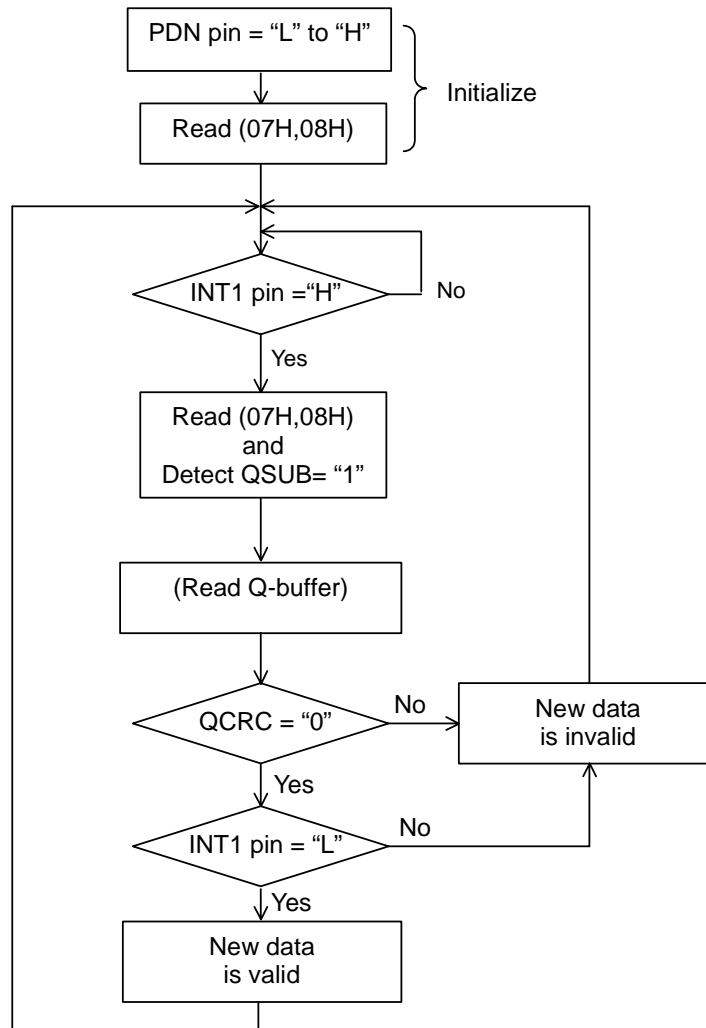 PDN pin = “L” to “H”
Initialize
Read (07H,08H)
INT1 pin =“H”
No
Yes
Read (07H,08H)
and
Detect QSUB= “1”
(Read Q-buffer)
QCRC = “0”
No
New data
is invalid
Yes
INT1 pin = “L”
No
Yes
New data
is valid